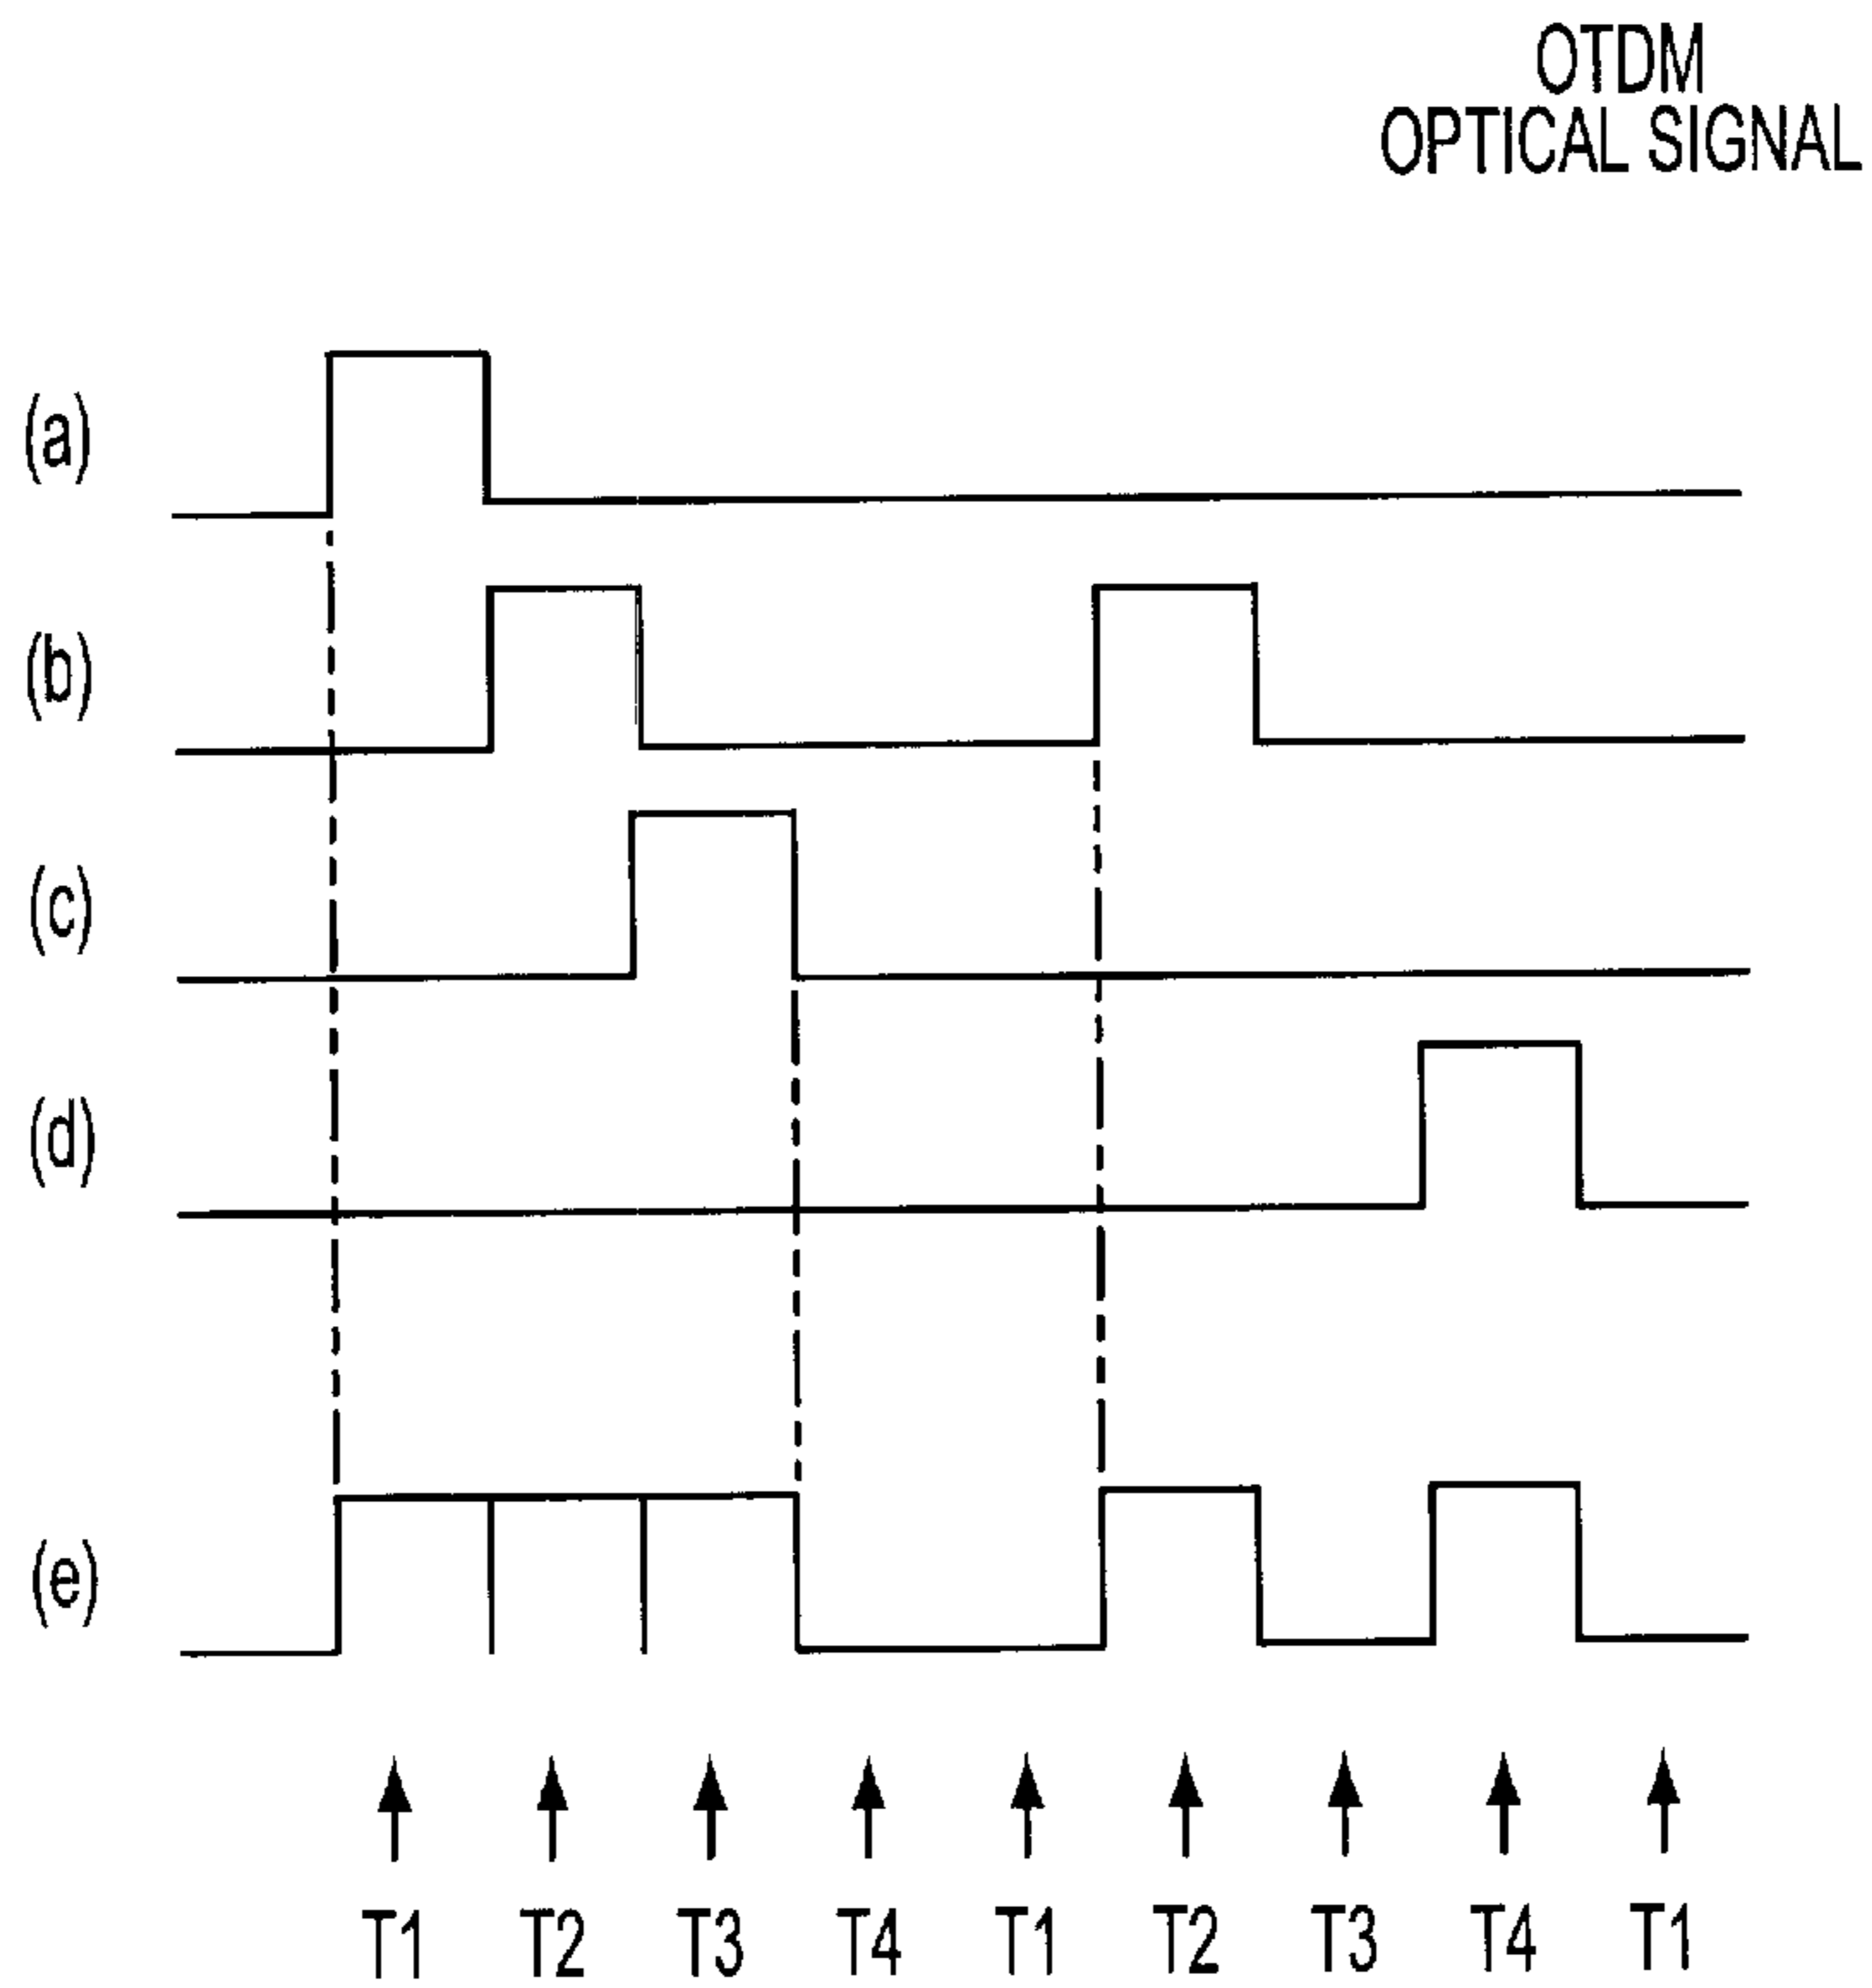 OTDM
OPTICAL SIGNAL
(a)
(b)
(c)
(d)
(e)
T1 T2 T3 T4 T1 T2 T3 T4 T1